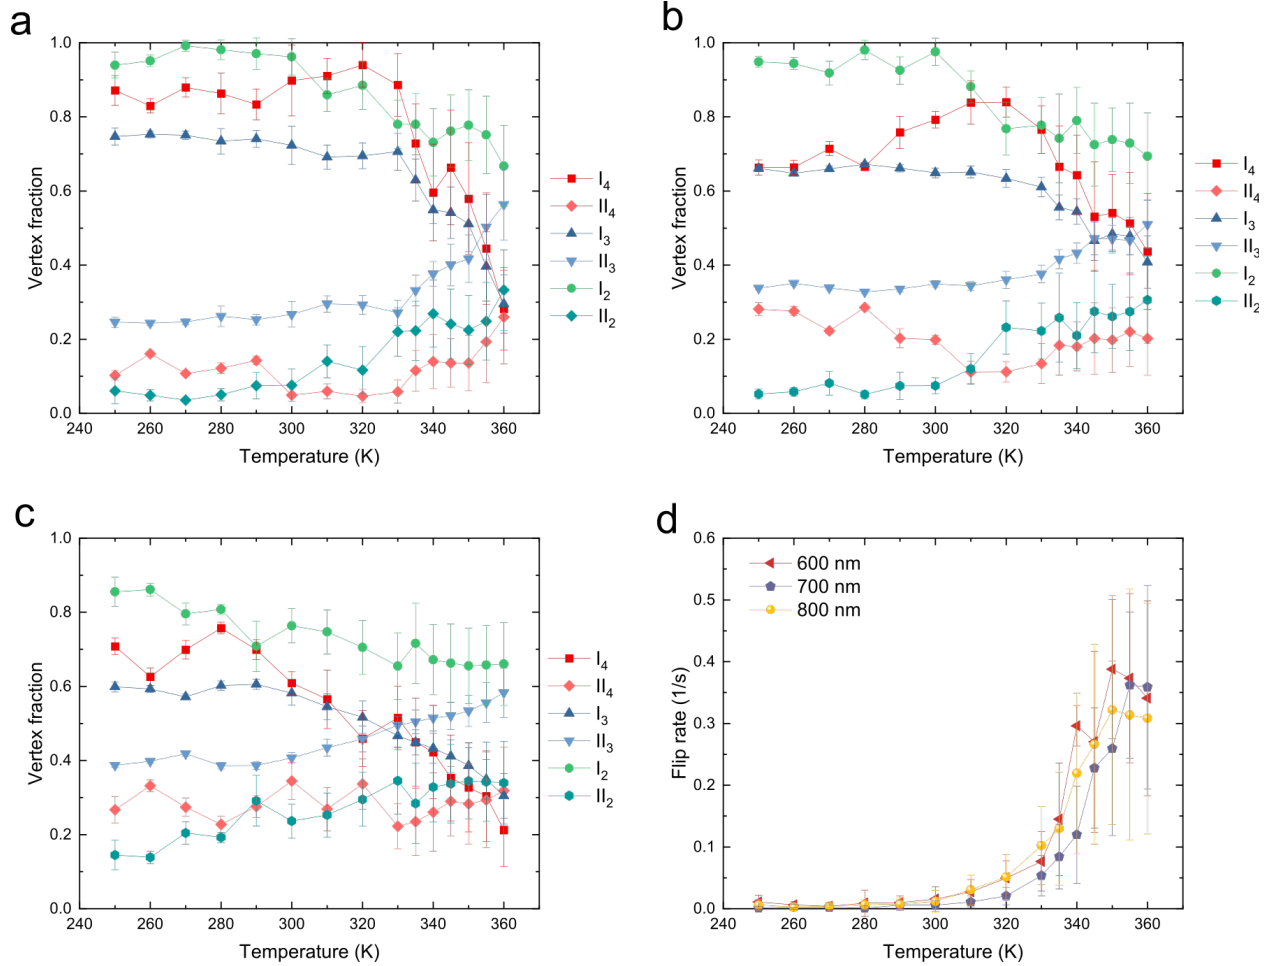 a
1.0
0.8
0.6
0.4
0.2
0.0
Vertex fraction
240 260 280 300 320 340 360
Temperature (K)
I4
II4
I3
II3
I2
II2
b
1.0
0.8
0.6
0.4
0.2
0.0
Vertex fraction
240 260 280 300 320 340 360
Temperature (K)
I4
II4
I3
II3
I2
II2
c
1.0
0.8
0.6
0.4
0.2
0.0
Vertex fraction
240 260 280 300 320 340 360
Temperature (K)
I4
II4
I3
II3
I2
II2
d
0.6
0.5
0.4
0.3
0.2
0.1
0.0
Flip rate (1/s)
600 nm
700 nm
800 nm
240 260 280 300 320 340 360
Temperature (K)